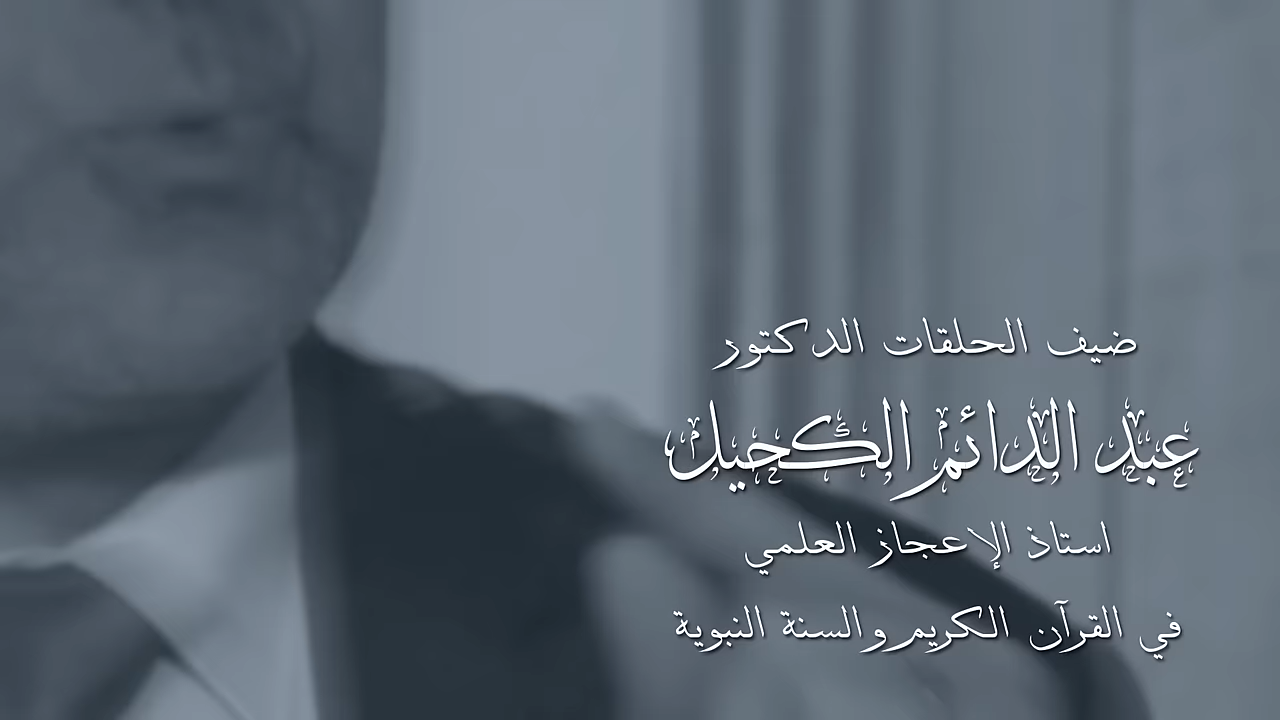 ضيف الحلقات الدكتور
عبد الدائم الكحيل
استاذ الإعجاز العلمي
في القرآن الكريم والسنة النبوية